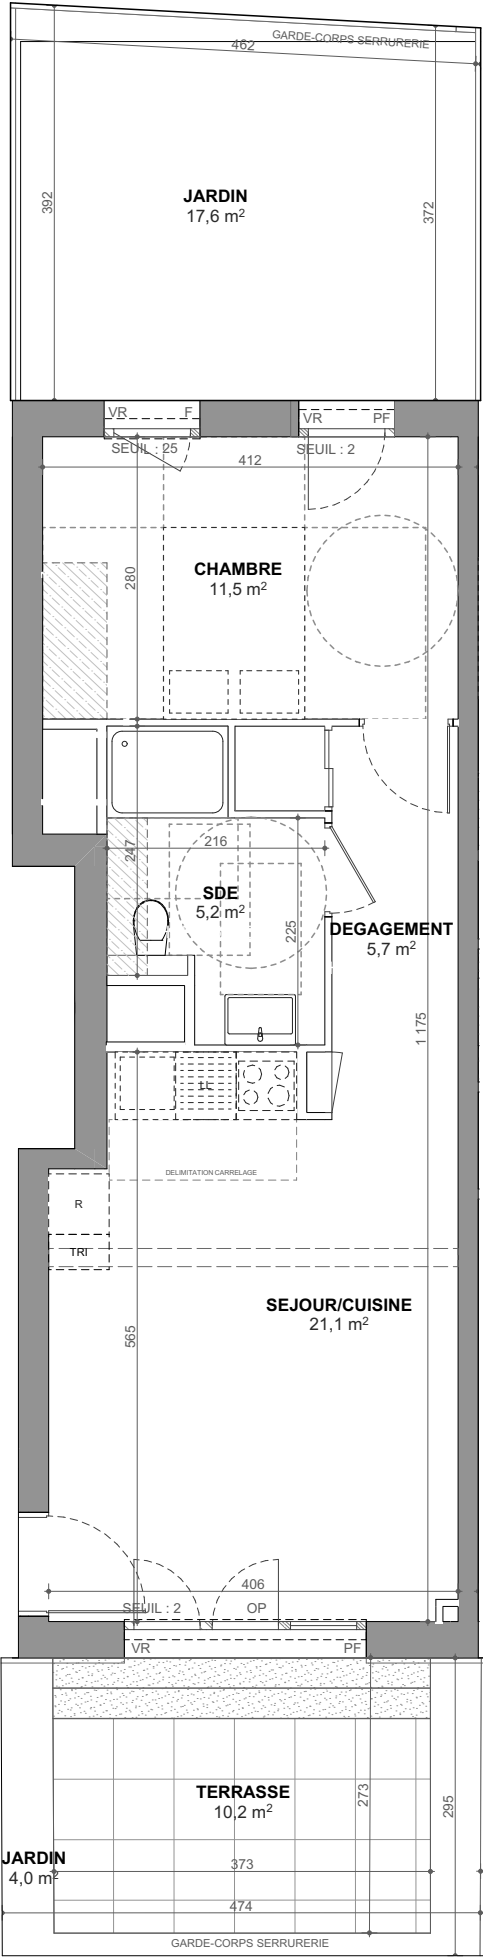 GARDE-CORPS SERRURERIE
462
392
JARDIN
17,6 m²
372
VR F
VR PF
SEUIL : 25
SEUIL : 2
412
280
CHAMBRE
11,5 m²
247
216
SDE
5,2 m²
225
DEGAGEMENT
5,7 m²
1 175
LL
DELIMITATION CARRELAGE
R
TRI
SEJOUR/CUISINE
21,1 m²
565
406
SEUIL : 2
OP
VR
PF
TERRASSE
10,2 m²
273
295
JARDIN
4,0 m²
373
474
GARDE-CORPS SERRURERIE